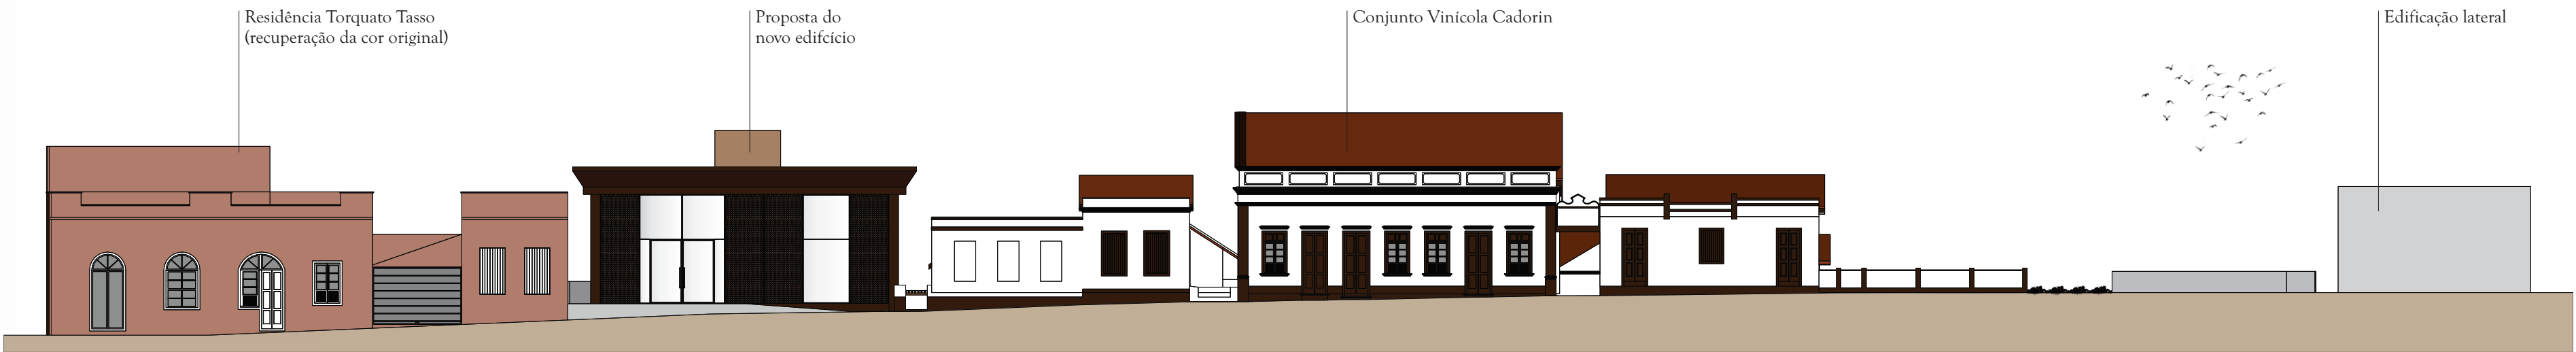 Residência Torquato Tasso
(recuperação da cor original)
Proposta do
novo edifcício
Conjunto Vinícola Cadorin
Edificação lateral